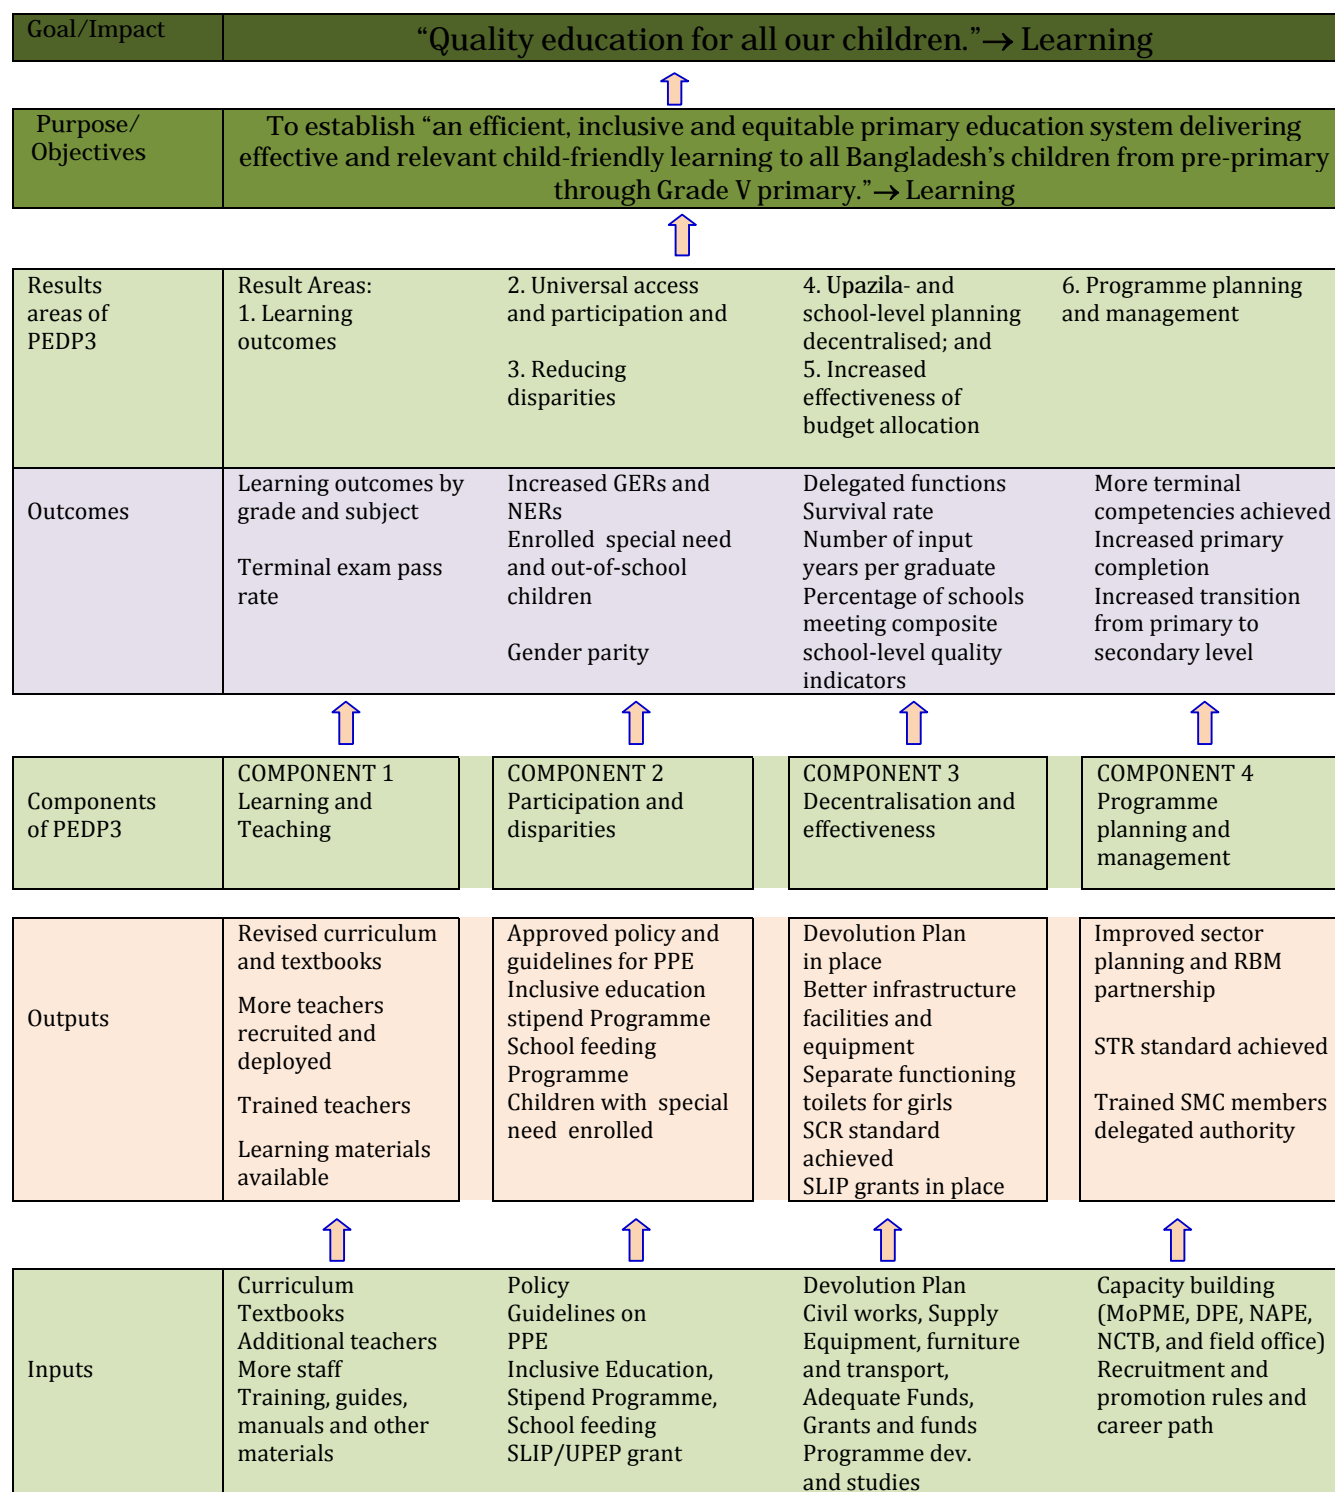 Goal/Impact
“Quality education for all our children.”→ Learning
Purpose/
Objectives
To establish “an efficient, inclusive and equitable primary education system delivering
effective and relevant child-friendly learning to all Bangladesh’s children from pre-primary
through Grade V primary.”→ Learning
Results
areas of
PEDP3
Result Areas:
1. Learning
outcomes
2. Universal access
and participation and
3. Reducing
disparities
4. Upazila- and
school-level planning
decentralised; and
5. Increased
effectiveness of
budget allocation
6. Programme planning
and management
Outcomes
Learning outcomes by
grade and subject
Terminal exam pass
rate
Increased GERs and
NERs
Enrolled special need
and out-of-school
children
Gender parity
Delegated functions
Survival rate
Number of input
years per graduate
Percentage of schools
meeting composite
school-level quality
indicators
More terminal
competencies achieved
Increased primary
completion
Increased transition
from primary to
secondary level
Components
of PEDP3
COMPONENT 1
Learning and
Teaching
COMPONENT 2
Participation and
disparities
COMPONENT 3
Decentralisation and
effectiveness
COMPONENT 4
Programme
planning and
management
Outputs
Revised curriculum
and textbooks
More teachers
recruited and
deployed
Trained teachers
Learning materials
available
Approved policy and
guidelines for PPE
Inclusive education
stipend Programme
School feeding
Programme
Children with special
need enrolled
Devolution Plan
in place
Better infrastructure
facilities and
equipment
Separate functioning
toilets for girls
SCR standard
achieved
SLIP grants in place
Improved sector
planning and RBM
partnership
STR standard achieved
Trained SMC members
delegated authority
Inputs
Curriculum
Textbooks
Additional teachers
More staff
Training, guides,
manuals and other
materials
Policy
Guidelines on
PPE
Inclusive Education,
Stipend Programme,
School feeding
SLIP/UPEP grant
Devolution Plan
Civil works, Supply
Equipment, furniture
and transport,
Adequate Funds,
Grants and funds
Programme dev.
and studies
Capacity building
(MoPME, DPE, NAPE,
NCTB, and field office)
Recruitment and
promotion rules and
career path